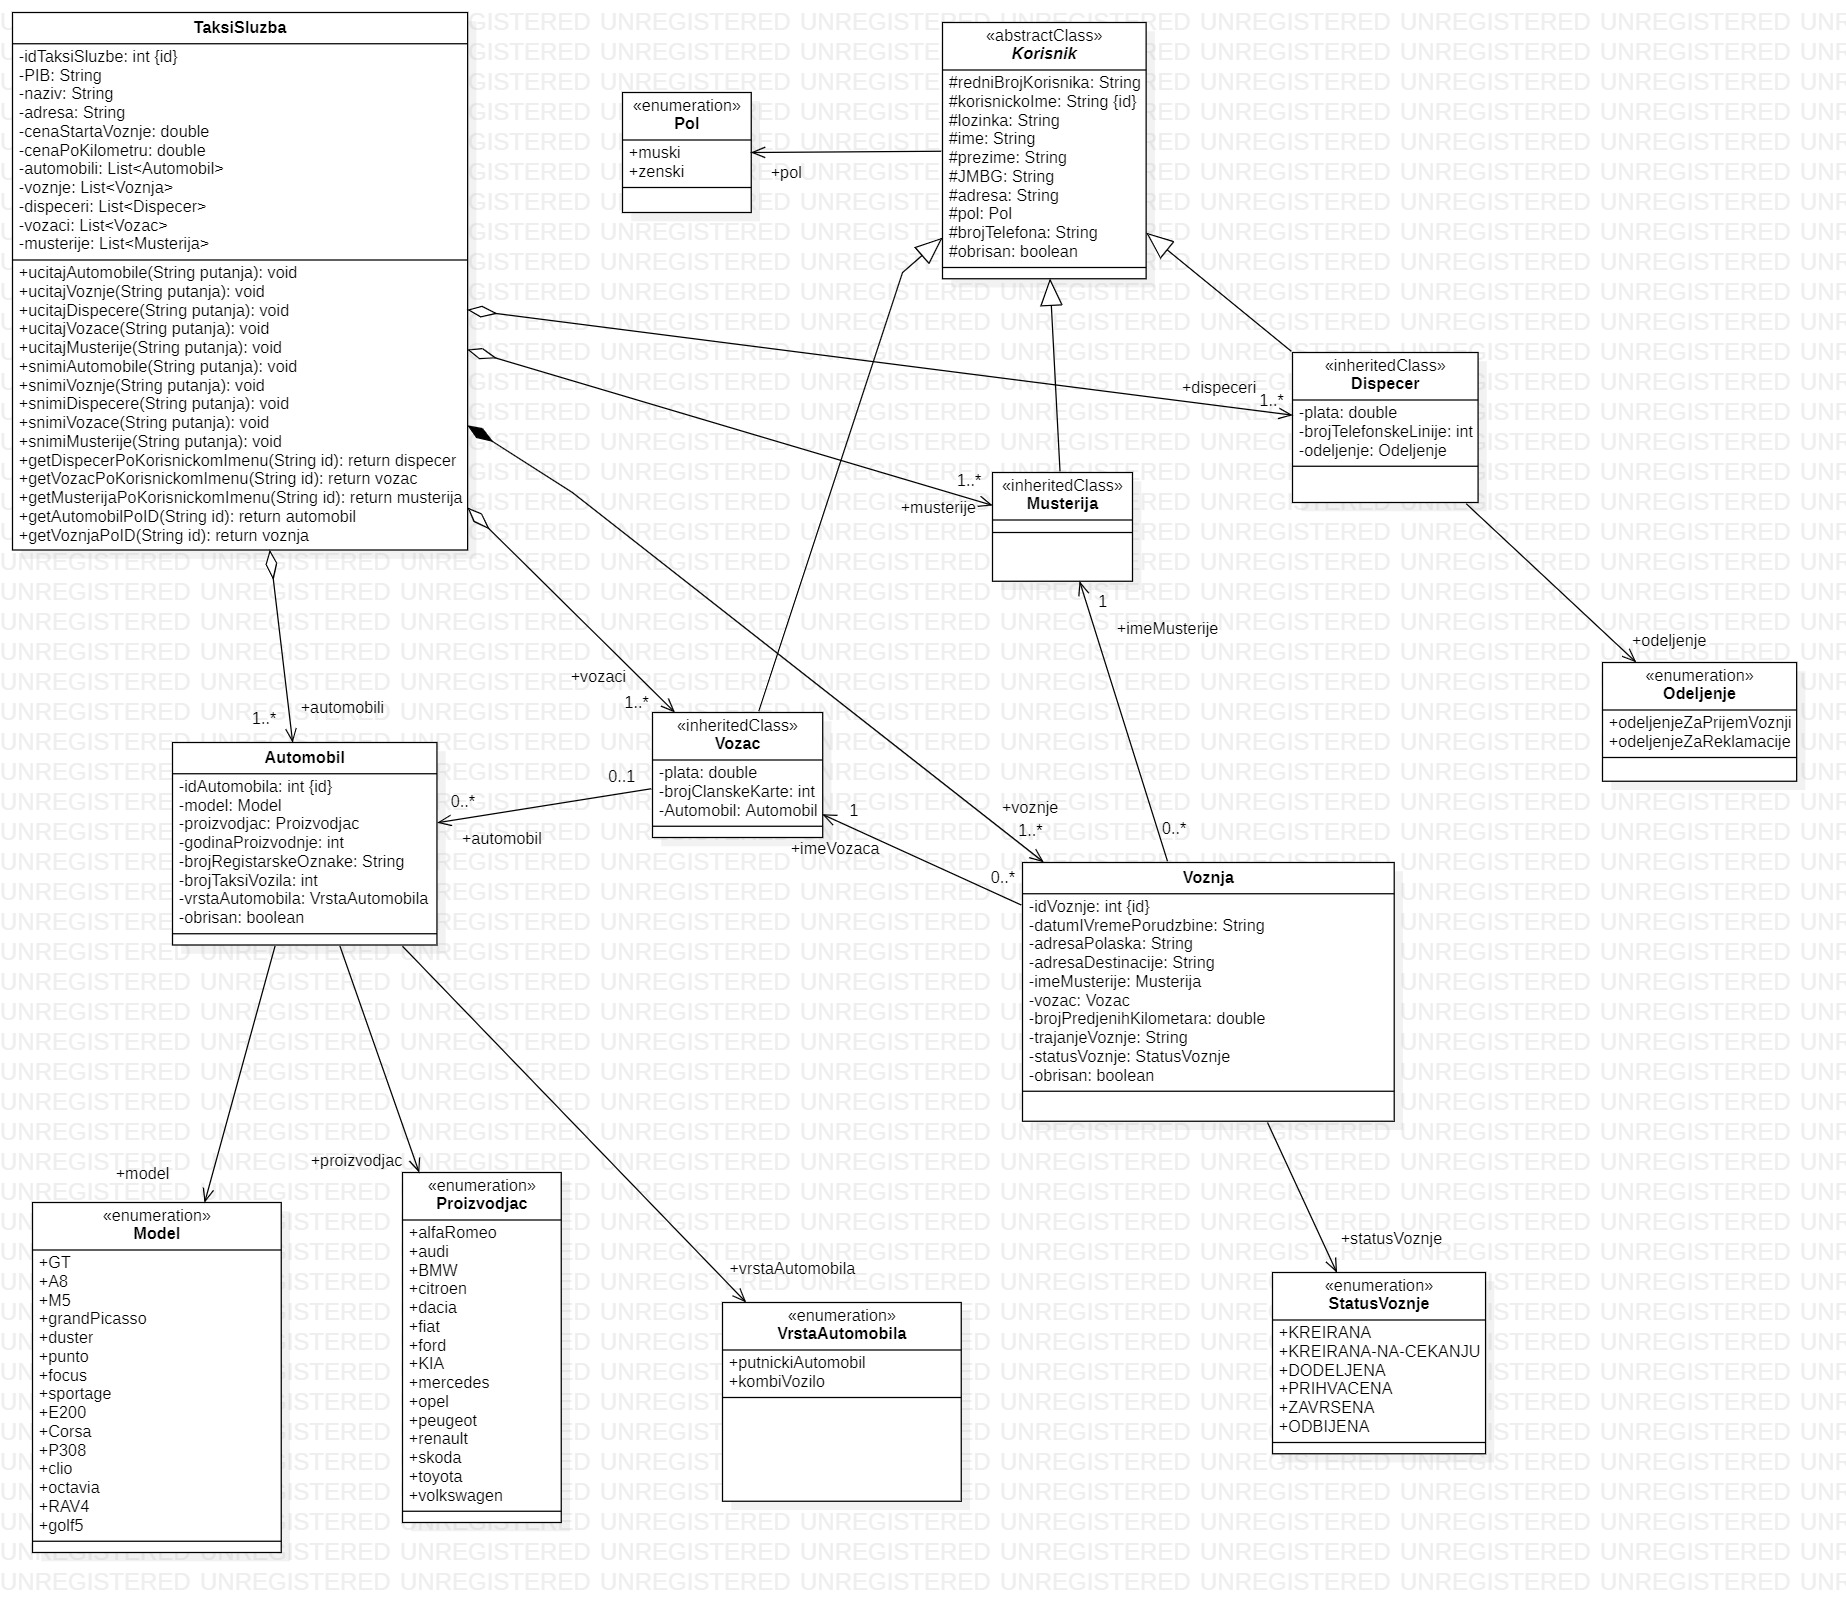 TaksiSluzba
-idTaksiSluzbe: int {id}
-PIB: String
-naziv: String
-adresa: String
-cenaStartaVoznje: double
-cenaPoKilometru: double
-automobili: List<Automobil>
-voznje: List<Voznja>
-dispeceri: List<Dispecer>
-vozaci: List<Vozac>
-musterije: List<Musterija>
+ucitajAutomobile(String putanja): void
+ucitajVoznje(String putanja): void
+ucitajDispecere(String putanja): void
+ucitajVozace(String putanja): void
+ucitajMusterije(String putanja): void
+snimiAutomobile(String putanja): void
+snimiVoznje(String putanja): void
+snimiDispecere(String putanja): void
+snimiVozace(String putanja): void
+snimiMusterije(String putanja): void
+getDispecerPoKorisnickomImenu(String id): return dispecer
+getVozacPoKorisnickomImenu(String id): return vozac
+getMusterijaPoKorisnickomImenu(String id): return musterija
+getAutomobilPoID(String id): return automobil
+getVoznjaPoID(String id): return voznja
«enumeration»
Pol
+muski
+zenski
+pol
«abstractClass»
Korisnik
#redniBrojKorisnika: String
#korisnickoIme: String {id}
#lozinka: String
#ime: String
#prezime: String
#JMBG: String
#adresa: String
#pol: Pol
#brojTelefona: String
#obrisan: boolean
+dispeceri
1..*
«inheritedClass»
Dispecer
-plata: double
-brojTelefonskeLinije: int
-odeljenje: Odeljenje
1..*
+musterije
«inheritedClass»
Musterija
1
+imeMusterije
+odeljenje
«enumeration»
Odeljenje
+odeljenjeZaPrijemVoznji
+odeljenjeZaReklamacije
+vozaci
1..*
1..*
+automobili
«inheritedClass»
Vozac
-plata: double
-brojClanskeKarte: int
-Automobil: Automobil
0..1
0..*
+automobil
Automobil
-idAutomobila: int {id}
-model: Model
-proizvodjac: Proizvodjac
-godinaProizvodnje: int
-brojRegistarskeOznake: String
-brojTaksiVozila: int
-vrstaAutomobila: VrstaAutomobila
-obrisan: boolean
1
+imeVozaca
0..*
+voznje
1..*
0..*
Voznja
-idVoznje: int {id}
-datumIVremePorudzbine: String
-adresaPolaska: String
-adresaDestinacije: String
-imeMusterije: Musterija
-vozac: Vozac
-brojPredjenihKilometara: double
-trajanjeVoznje: String
-statusVoznje: StatusVoznje
-obrisan: boolean
+model
«enumeration»
Model
+GT
+A8
+M5
+grandPicasso
+duster
+punto
+focus
+sportage
+E200
+Corsa
+P308
+clio
+octavia
+RAV4
+golf5
+proizvodjac
«enumeration»
Proizvodjac
+alfaRomeo
+audi
+BMW
+citroen
+dacia
+fiat
+ford
+KIA
+mercedes
+opel
+peugeot
+renault
+skoda
+toyota
+volkswagen
+vrstaAutomobila
«enumeration»
VrstaAutomobila
+putnickiAutomobil
+kombiVozilo
+statusVoznje
«enumeration»
StatusVoznje
+KREIRANA
+KREIRANA-NA-CEKANJU
+DODELJENA
+PRIHVACENA
+ZAVRSENA
+ODBIJENA
UNREGISTERED